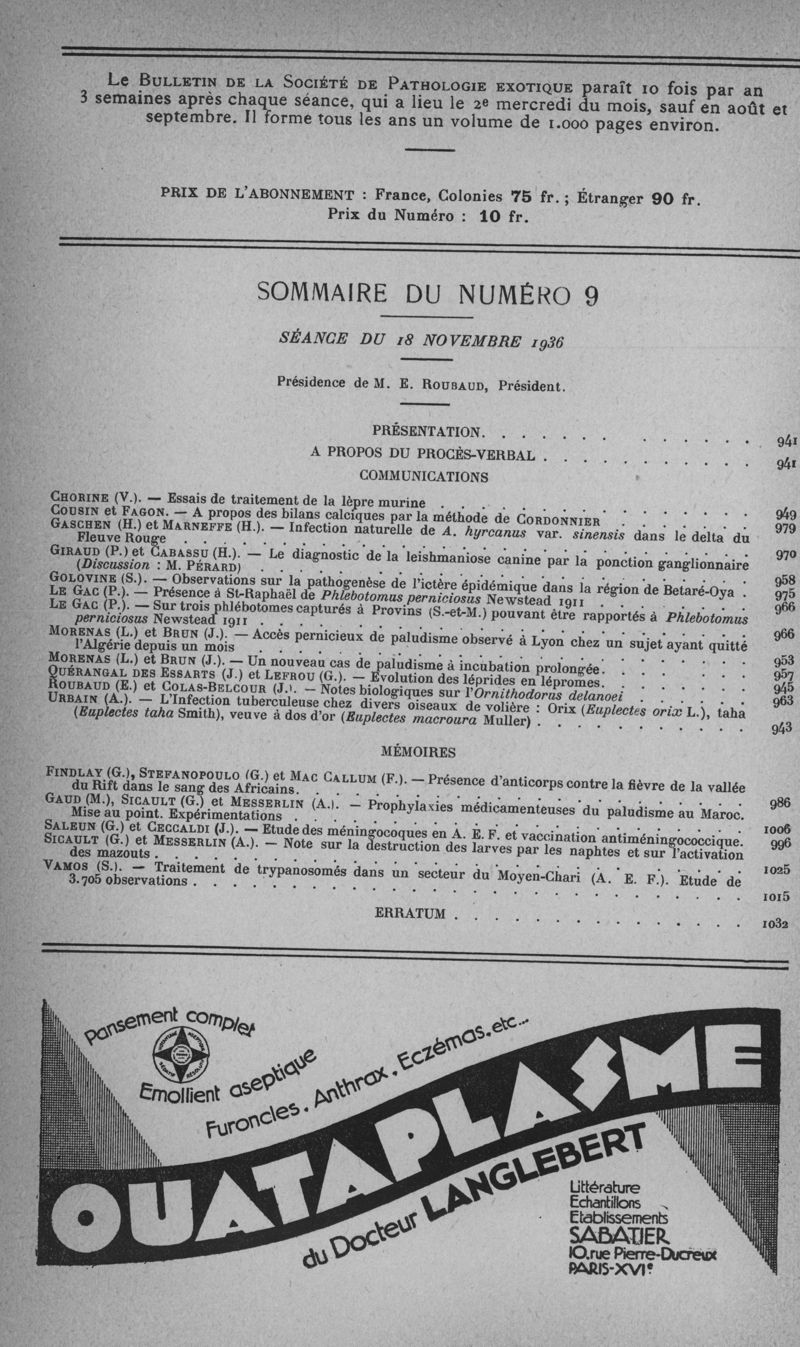 Le Bulletin de la Société de Pathologie exotique paraît 10 fois par an
3 semaines après chaque séance, qui a lieu le 2e mercredi du mois, sauf en août et
septembre. Il forme tous les ans un volume de 1.000 pages environ.
PRIX DE L'ABONNEMENT : France, Colonies 75 fr. ; Étranger 90 fr.
Prix du Numéro : 10 fr.
SOMMAIRE DU NUMÉRO 9
SÉANCE DU 18 NOVEMBRE 1936
Présidence de M. E. Roubaud, Président.
PRÉSENTATION. . . . . . . . . . . . . 941
A PROPOS DU PROCÈS-VERBAL . . . . . . . . . . . 941
COMMUNICATIONS
Chorine (V.). — Essais de traitement de la lèpre murine . . . . . . . . . . . . 949
Cousin et Fagon. — A propos des bilans calciques par la méthode de Cordonnier . . . . . . . 979
Gaschen (H.) et Marneffe (H.). — Infection naturelle de A. hyrcanus var. sinensis dans le delta du
Fleuve Rouge . . . . . . . . . . . . . . . . . . 970
Giraud (P.) et Cabassu (H.). — Le diagnostic de la leishmaniose canine par la ponction ganglionnaire
(Discussion : M. Pérard) . . . . . . . . . . . . . . . . 958
Golovine (S.). — Observations sur la pathogenèse de l'ictère épidémique dans la région de Betaré-Oya . 975
Le Gac (P.). — Présence à St-Raphaël de Phlebotomus perniciosus Newstead 1911 . . . . . . 966
Le Gac (P.). — Sur trois phlébotomes capturés à Provins (S.-et-M.) pouvant être rapportés à Phlebotomus
perniciosus Newstead 1911 . . . . . . . . . . . . . . . . 966
Morenas (L.) et Brun (J.). — Accès pernicieux de paludisme observé à Lyon chez un sujet ayant quitté
l'Algérie depuis un mois . . . . . . . . . . . . . . . . 953
Morenas (L.) et Brun (J.). — Un nouveau cas de paludisme à incubation prolongée. . . . . . . 957
Quérangal des Essarts (J.) et Lefrou (G.). — Evolution des léprides en lépromes. . . . . . . 945
Roubaud (E.) et Colas-Belcour (J.). — Notes biologiques sur l'Ornithodorus delanoei . . . . . . 963
Urbain (A.). — L'Infection tuberculeuse chez divers oiseaux de volière : Orix (Euplectes orix L.), taha
(Euplectes taha Smith), veuve à dos d'or (Euplectes macroura Muller) . . . . . . . . . 943
MÉMOIRES
Findlay (G.), Stefanopoulo (G.) et Mac Callum (F.). — Présence d'anticorps contre la fièvre de la vallée
du Rift dans le sang des Africains. . . . . . . . . . . . . . . 986
Gaud (M.), Sicault (G.) et Messerlin (A.). — Prophylaxies médicamenteuses du paludisme au Maroc.
Mise au point. Expérimentations . . . . . . . . . . . . . . . 1006
Saleun (G.) et Ceccaldi (J.). — Etude des méningocoques en A. E. F. et vaccination antiméningococcique. 996
Sicault (G.) et Messerlin (A.). — Note sur la destruction des larves par les naphtes et sur l'activation
des mazouts . . . . . . . . . . . . . . . . . . 1025
Vamos (S.). — Traitement de trypanosomés dans un secteur du Moyen-Chari (A. E. F.). Etude de
3.705 observations . . . . . . . . . . . . . . . . . 1015
ERRATUM . . . . . . . . . . . . . 1032
Pansement complet
Emollient aseptique
Furoncles. Anthrax. Eczémas. etc...
OUATAPLASME
du Docteur LANGLEBERT
Littérature
Echantillons
Etablissements
SABATIER
10, rue Pierre-Ducreux
PARIS-XVIe